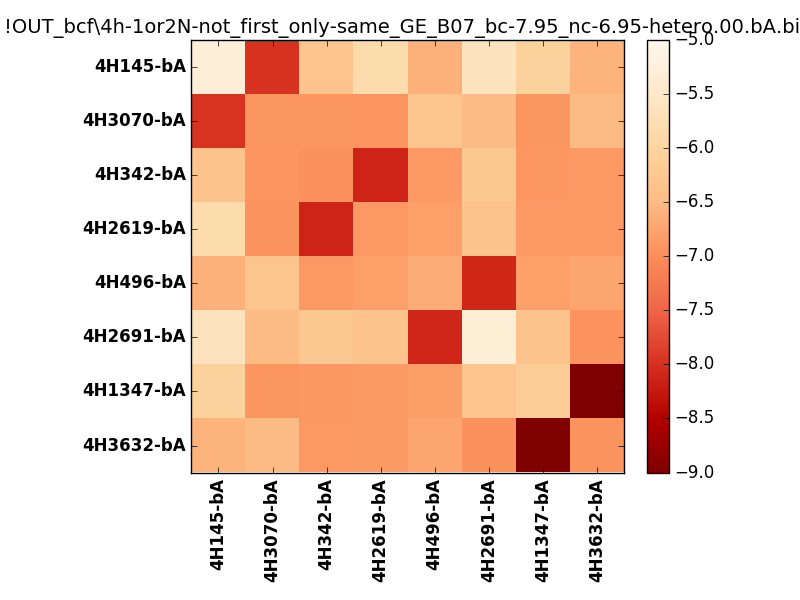 !OUT_bcf\4h-1or2N-not_first_only-same_GE_B07_bc-7.95_nc-6.95-hetero.00.bA.bi
4H145-bA
4H3070-bA
4H342-bA
4H2619-bA
4H496-bA
4H2691-bA
4H1347-bA
4H3632-bA
4H145-bA
4H3070-bA
4H342-bA
4H2619-bA
4H496-bA
4H2691-bA
4H1347-bA
4H3632-bA
−5.0
−5.5
−6.0
−6.5
−7.0
−7.5
−8.0
−8.5
−9.0